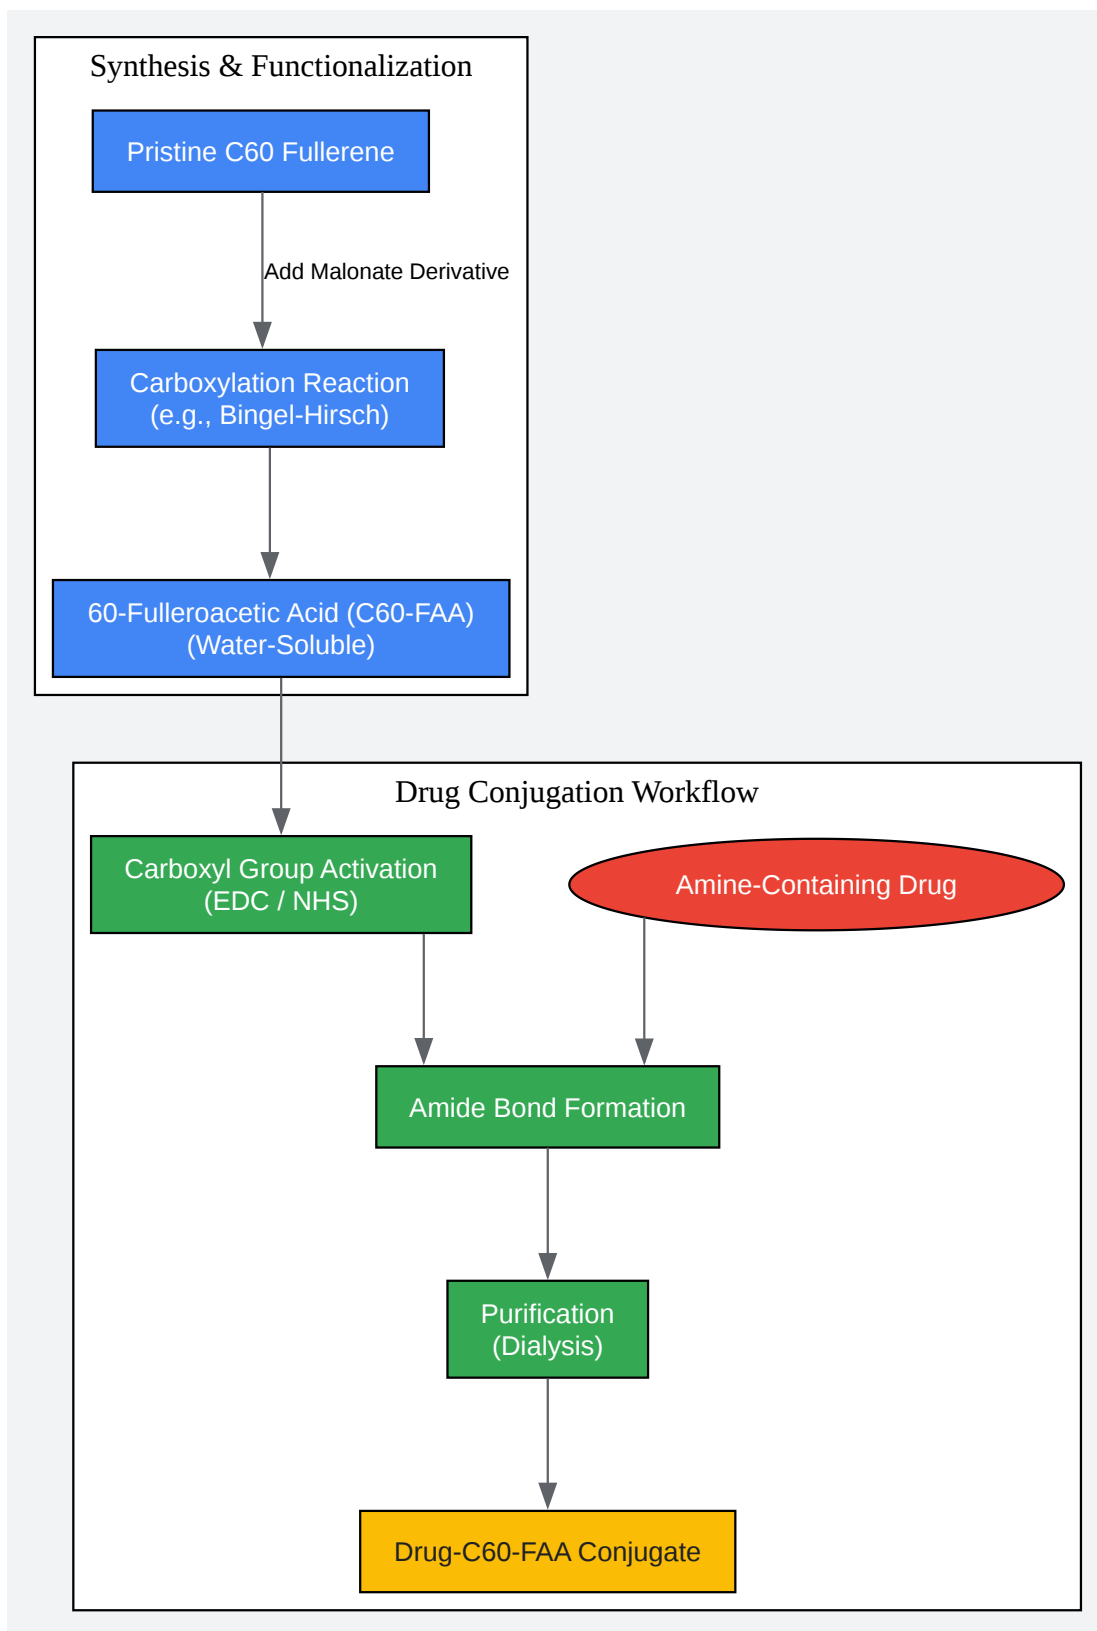 Synthesis & Functionalization
Pristine C60 Fullerene
Add Malonate Derivative
Carboxylation Reaction
(e.g., Bingel-Hirsch)
60-Fulleroacetic Acid (C60-FAA)
(Water-Soluble)
Drug Conjugation Workflow
Carboxyl Group Activation
(EDC / NHS)
Amine-Containing Drug
Amide Bond Formation
Purification
(Dialysis)
Drug-C60-FAA Conjugate